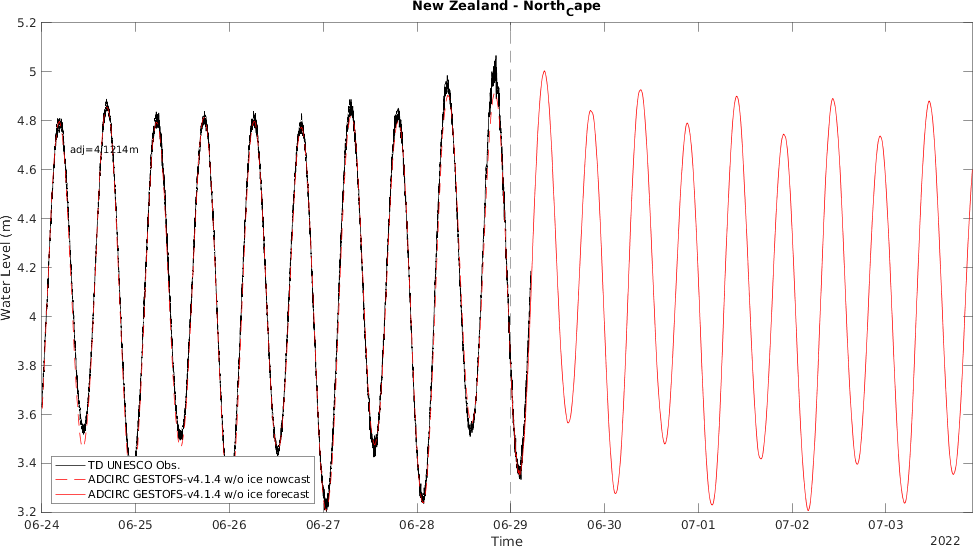 New Zealand - NorthCape
5.2
5
4.8
4.6
4.4
4.2
4
3.8
3.6
3.4
3.2
Water Level (m)
adj=4.1214m
TD UNESCO Obs.
ADCIRC GESTOFS-v4.1.4 w/o ice nowcast
ADCIRC GESTOFS-v4.1.4 w/o ice forecast
06-24 06-25 06-26 06-27 06-28 06-29 06-30 07-01 07-02 07-03
Time
2022